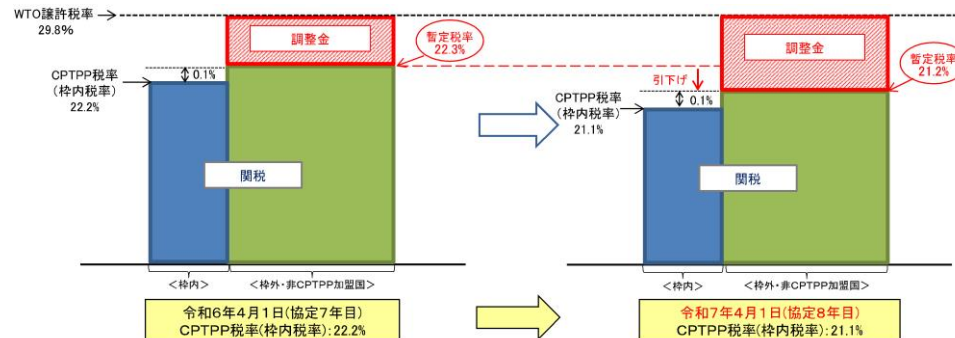 WTO譲許税率
29.8%
調整金
暫定税率
22.3%
0.1%
CPTPP税率
(枠内税率)
22.2%
関税
<枠内>
<枠外・非CPTPP加盟国>
令和6年4月1日(協定7年目)
CPTPP税率(枠内税率):22.2%
調整金
暫定税率
21.2%
引下げ
0.1%
CPTPP税率
(枠内税率)
21.1%
関税
<枠内>
<枠外・非CPTPP加盟国>
令和7年4月1日(協定8年目)
CPTPP税率(枠内税率):21.1%